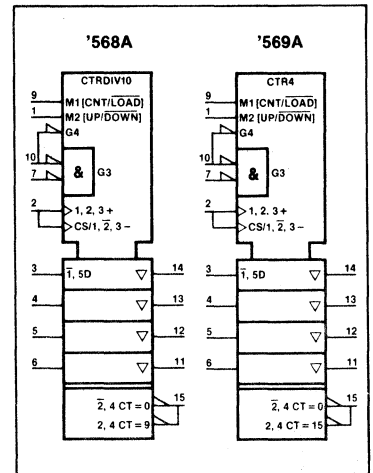 '568A
CTRDIV10
9 M1 [CNT/LOAD]
1 M2 [UP/DOWN]
G4
10
7
& G3
2 1, 2, 3 +
CS/1, 2, 3 −
3 1, 5D 14
4 13
5 12
6 11
2, 4 CT = 0 15
2, 4 CT = 9
'569A
CTR4
9 M1 [CNT/LOAD]
1 M2 [UP/DOWN]
G4
10
7
& G3
2 1, 2, 3 +
CS/1, 2, 3 −
3 1, 5D 14
4 13
5 12
6 11
2, 4 CT = 0 15
2, 4 CT = 15